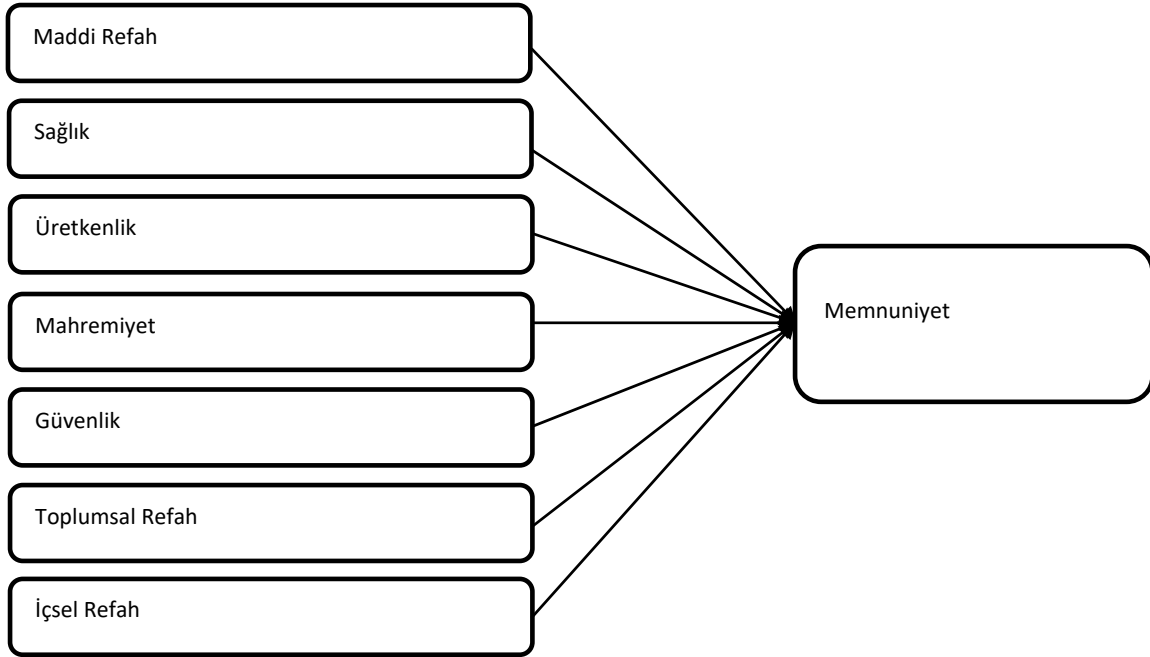 Maddi Refah
Sağlık
Üretkenlik
Mahremiyet
Güvenlik
Toplumsal Refah
İçsel Refah
Memnuniyet